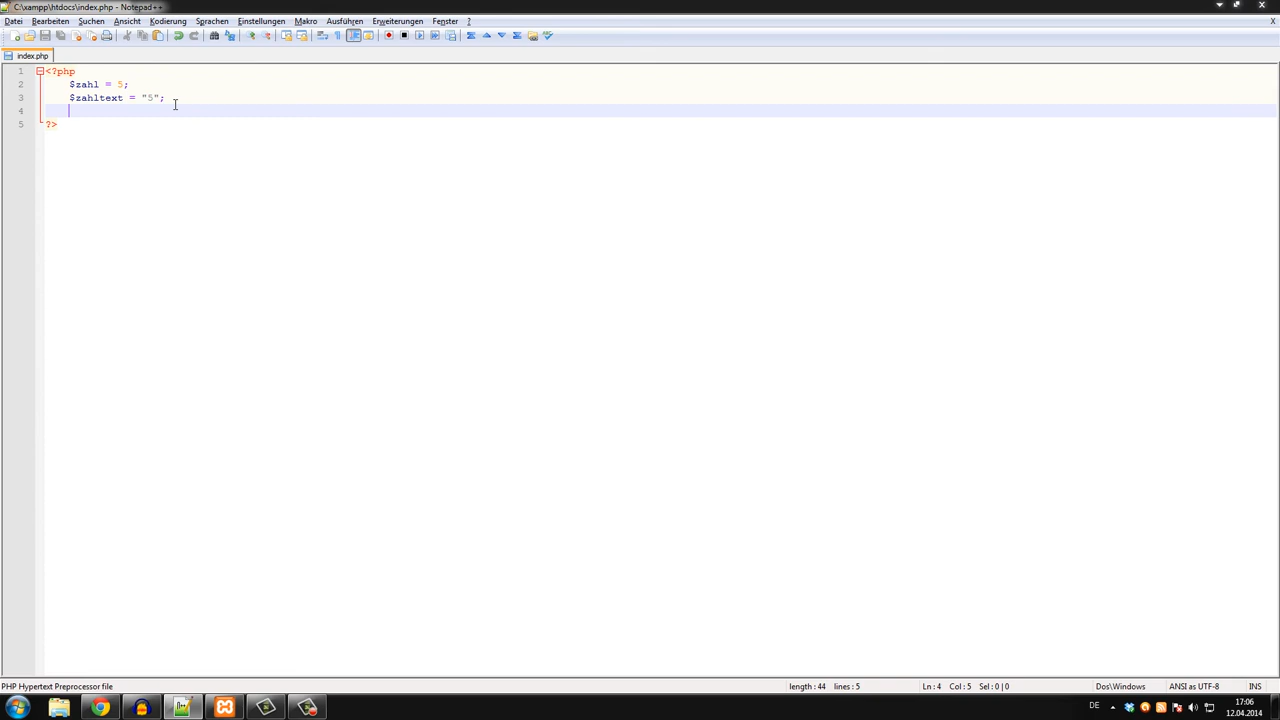 C:\xampp\htdocs\index.php - Notepad++
Datei Bearbeiten Suchen Ansicht Kodierung Sprachen Einstellungen Makro Ausführen Erweiterungen Fenster ? X
index.php
1 <?php
2 $zahl = 5;
3 $zahltext = "5";
4
5 ?>
PHP Hypertext Preprocessor file length : 44 lines : 5 Ln : 4 Col : 5 Sel : 0 | 0 Dos\Windows ANSI as UTF-8 INS
DE 17:06
12.04.2014